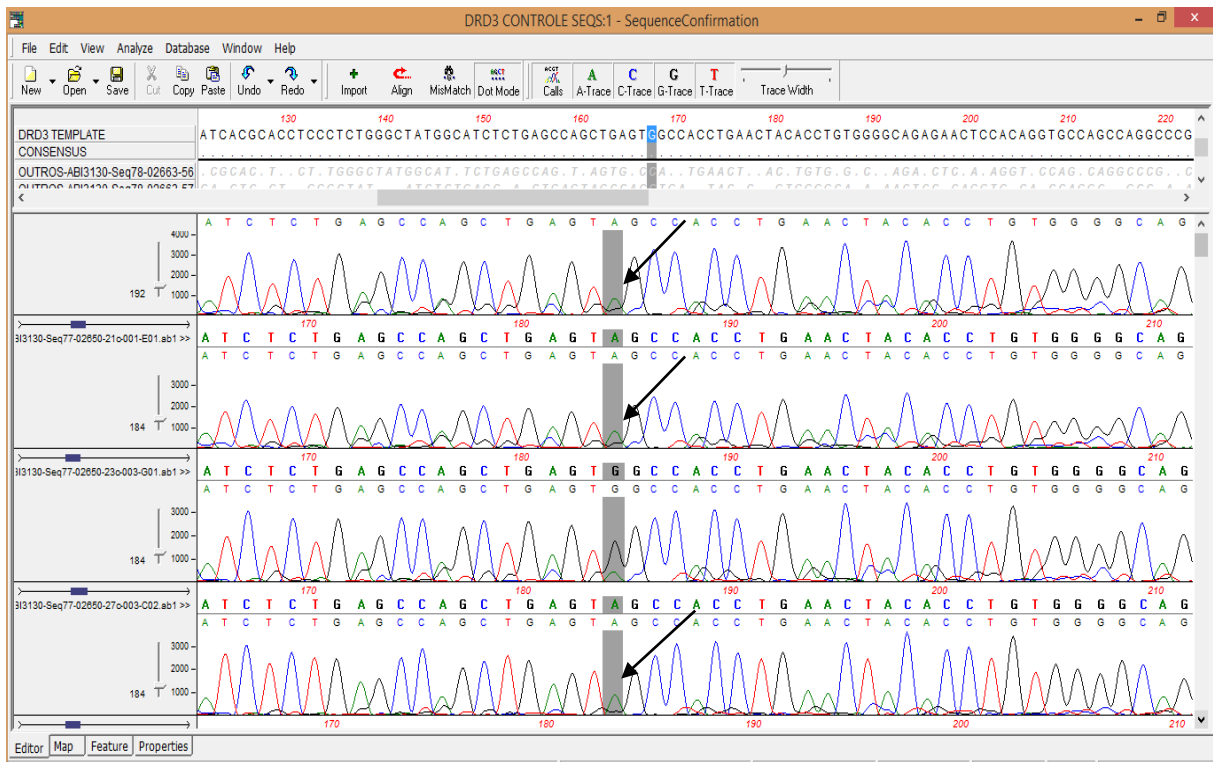 DRD3 CONTROLE SEQS:1 - SequenceConfirmation
File Edit View Analyze Database Window Help
New Open Save Cut Copy Paste Undo Redo Import Align MisMatch Dot Mode Calls A-Trace C-Trace G-Trace T-Trace Trace Width
130 140 150 160 170 180 190 200 210 220
DRD3 TEMPLATE ATCACGCACCTCCCTCTGGGCTATGGCATCTCTGAGCCAGCTGAGTGGCCACCTGAACTACACCTGTGGGGCAGAGAACTCCACAGGTGCCAGCCAGGCCCG
CONSENSUS
OUTROS-ABI3130-Seq78-02663-56
A T C T C T G A G C C A G C T G A G T A G C C A C C T G A A C T A C A C C T G T G G G G C A G
4000
3000
2000
192 1000
170 180 190 200 210
3I3130-Seq77-02650-21c-001-E01.ab1 >> A T C T C T G A G C C A G C T G A G T A G C C A C C T G A A C T A C A C C T G T G G G G C A G
A T C T C T G A G C C A G C T G A G T A G C C A C C T G A A C T A C A C C T G T G G G G C A G
3000
2000
184 1000
170 180 190 200 210
3I3130-Seq77-02650-23c-003-G01.ab1 >> A T C T C T G A G C C A G C T G A G T G G C C A C C T G A A C T A C A C C T G T G G G G C A G
A T C T C T G A G C C A G C T G A G T G G C C A C C T G A A C T A C A C C T G T G G G G C A G
3000
2000
184 1000
170 180 190 200 210
3I3130-Seq77-02650-27c-003-C02.ab1 >> A T C T C T G A G C C A G C T G A G T A G C C A C C T G A A C T A C A C C T G T G G G G C A G
A T C T C T G A G C C A G C T G A G T A G C C A C C T G A A C T A C A C C T G T G G G G C A G
3000
2000
184 1000
170 180 190 200 210
Editor Map Feature Properties